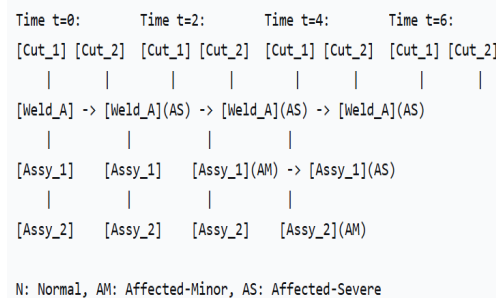 Time t=0: Time t=2: Time t=4: Time t=6:
[Cut_1] [Cut_2] [Cut_1] [Cut_2] [Cut_1] [Cut_2] [Cut_1] [Cut_2]
| | | | | | | |
[Weld_A] -> [Weld_A](AS) -> [Weld_A](AS) -> [Weld_A](AS)
| | | |
[Assy_1] [Assy_1] [Assy_1](AM) -> [Assy_1](AS)
| | | |
[Assy_2] [Assy_2] [Assy_2] [Assy_2](AM)
N: Normal, AM: Affected-Minor, AS: Affected-Severe